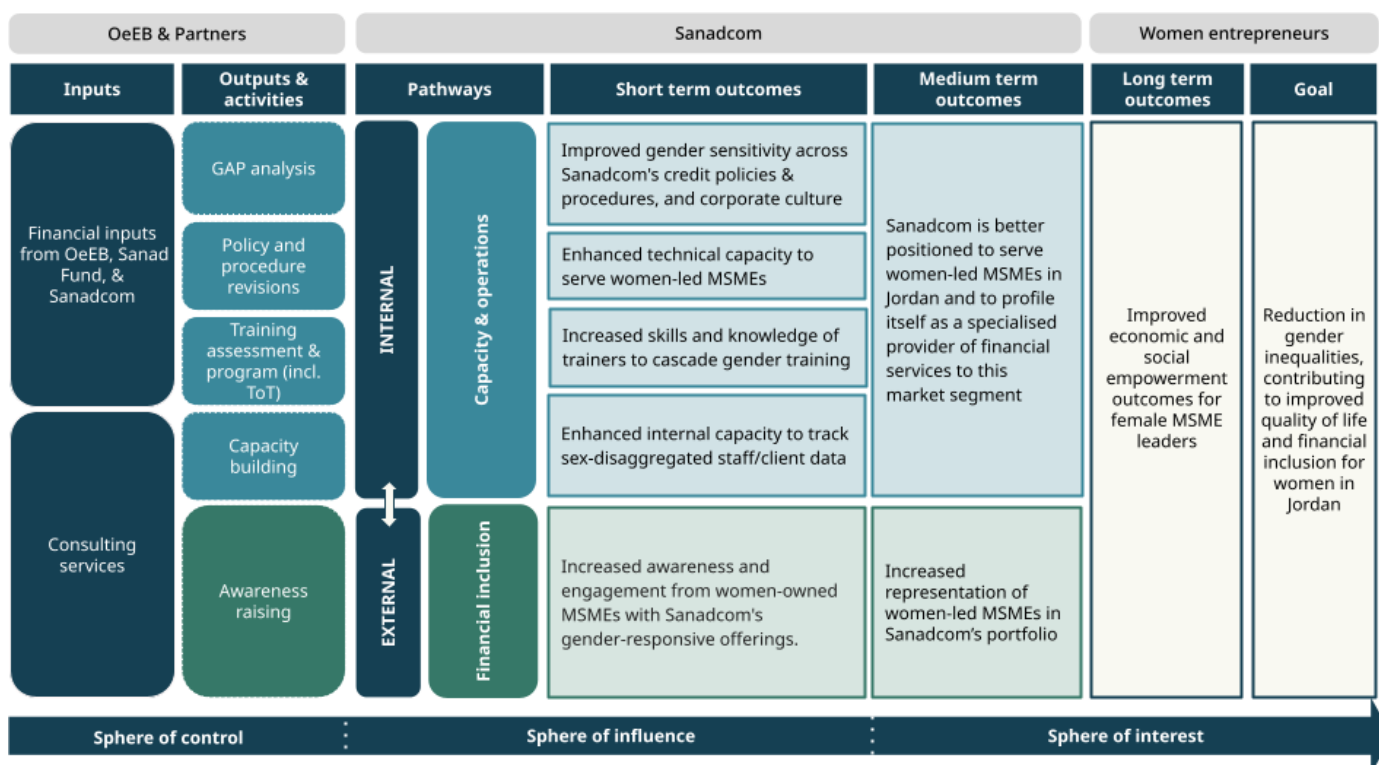 OeEB & Partners
Sanadcom
Women entrepreneurs
Inputs
Outputs &
activities
Pathways
Short term outcomes
Medium term
outcomes
Long term
outcomes
Goal
Financial inputs
from OeEB, Sanad
Fund, &
Sanadcom
Consulting
services
GAP analysis
Policy and
procedure
revisions
Training
assessment &
program (incl.
ToT)
Capacity
building
Awareness
raising
INTERNAL
EXTERNAL
Capacity & operations
Financial inclusion
Improved gender sensitivity across
Sanadcom's credit policies &
procedures, and corporate culture
Enhanced technical capacity to
serve women-led MSMEs
Increased skills and knowledge of
trainers to cascade gender training
Enhanced internal capacity to track
sex-disaggregated staff/client data
Increased awareness and
engagement from women-owned
MSMEs with Sanadcom's
gender-responsive offerings.
Sanadcom is better
positioned to serve
women-led MSMEs in
Jordan and to profile
itself as a specialised
provider of financial
services to this
market segment
Increased
representation of
women-led MSMEs in
Sanadcom’s portfolio
Improved
economic and
social
empowerment
outcomes for
female MSME
leaders
Reduction in
gender
inequalities,
contributing
to improved
quality of life
and financial
inclusion for
women in
Jordan
Sphere of control
Sphere of influence
Sphere of interest